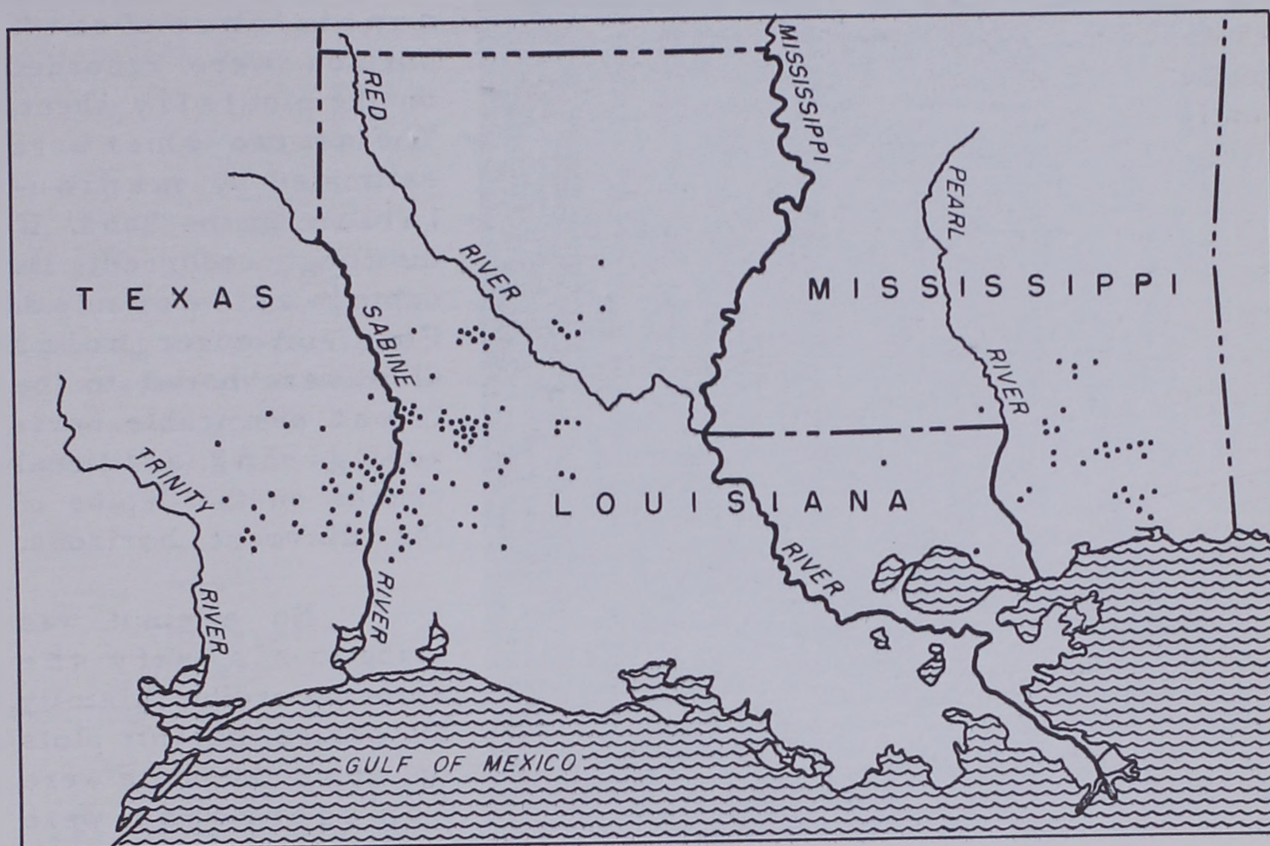 MISSISSIPPI
RED
PEARL
RIVER
TEXAS
MISSISSIPPI
SABINE
RIVER
TRINITY
LOUISIANA
RIVER
RIVER
RIVER
GULF OF MEXICO